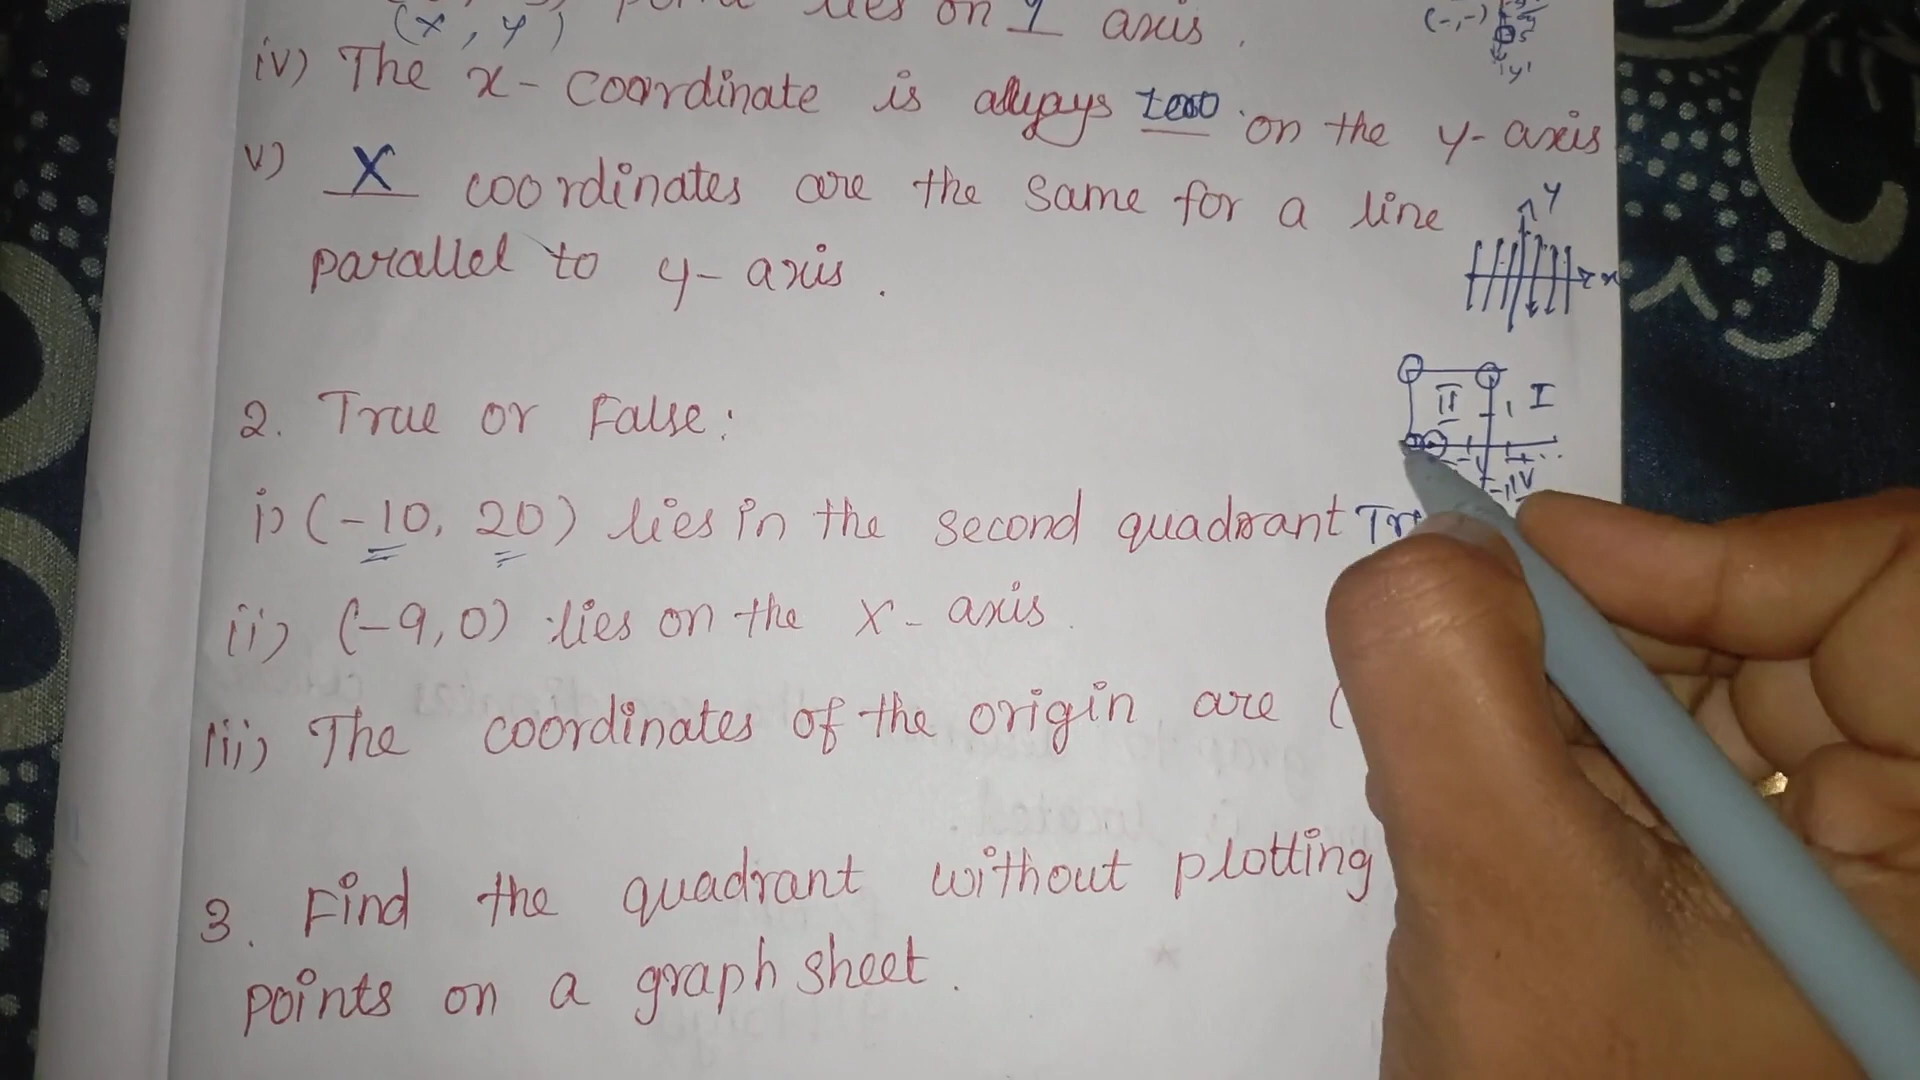 lies on Y axis.
(x, y)
(-,-)
-y'
iv) The x- coordinate is always zero on the y-axis
v) X coordinates are the same for a line
parallel to y-axis.
y
x
2. True or False:
II
I
IV
i) (-10, 20) lies in the second quadrant
ii) (-9,0) lies on the X-axis.
iii) The coordinates of the origin are (
3. Find the quadrant without plotting
points on a graph sheet.